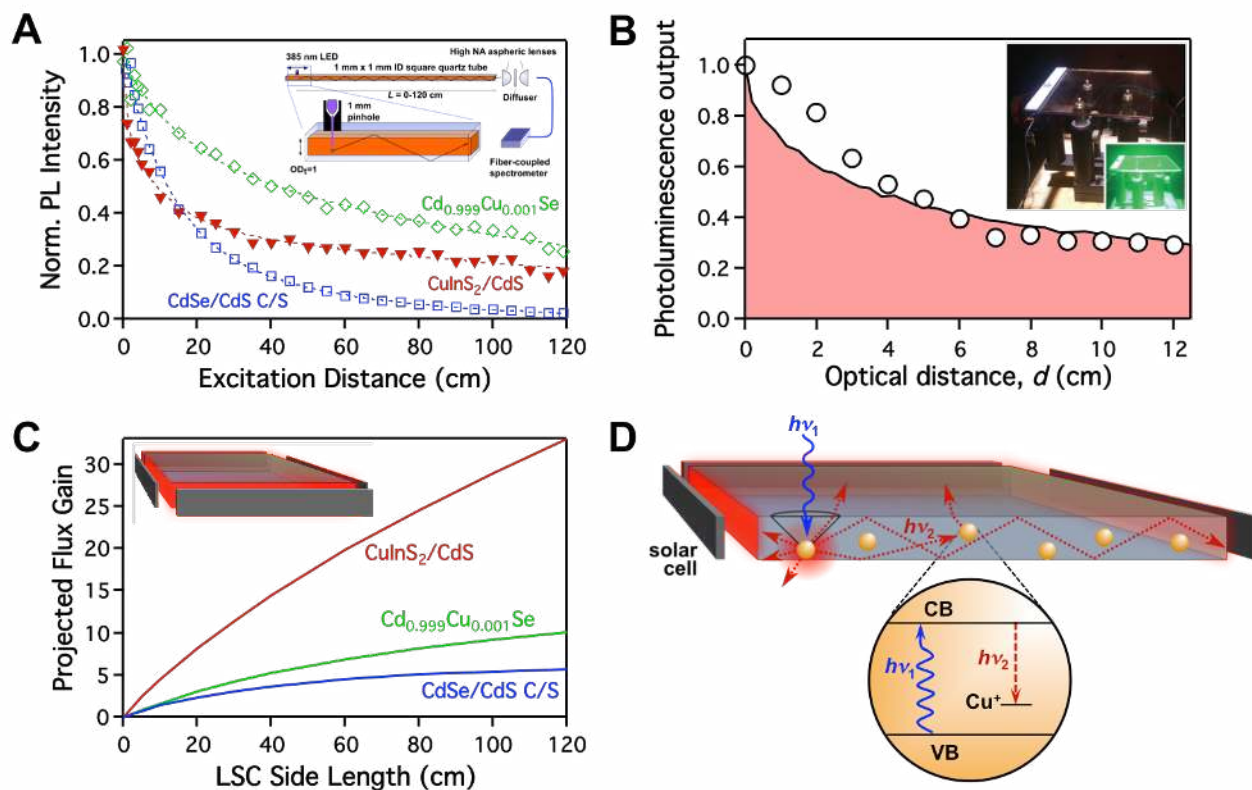 A
Norm. PL Intensity
1.0
0.8
0.6
0.4
0.2
0.0
0
20
40
60
80
100
120
Excitation Distance (cm)
385 nm LED
High NA aspheric lenses
1 mm x 1 mm ID square quartz tube
L = 0-120 cm
Diffuser
1 mm
pinhole
ODT=1
Fiber-coupled
spectrometer
Cd0.999Cu0.001Se
CuInS2/CdS
CdSe/CdS C/S
B
Photoluminescence output
1.0
0.8
0.6
0.4
0.2
0.0
0
2
4
6
8
10
12
Optical distance, d (cm)
C
Projected Flux Gain
30
25
20
15
10
5
0
0
20
40
60
80
100
120
LSC Side Length (cm)
CuInS2/CdS
Cd0.999Cu0.001Se
CdSe/CdS C/S
D
hν1
hν2
solar
cell
CB
hν1
hν2
Cu+
VB